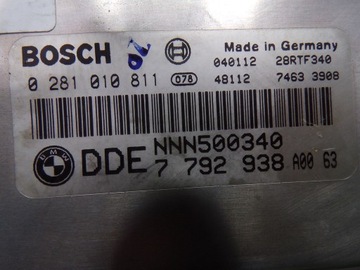 BOSCH
Made in Germany
040112 28RTF340
0 281 010 811 078 48112 7463 3908
BMW
DDE NNN500340
7 792 938 A00 63